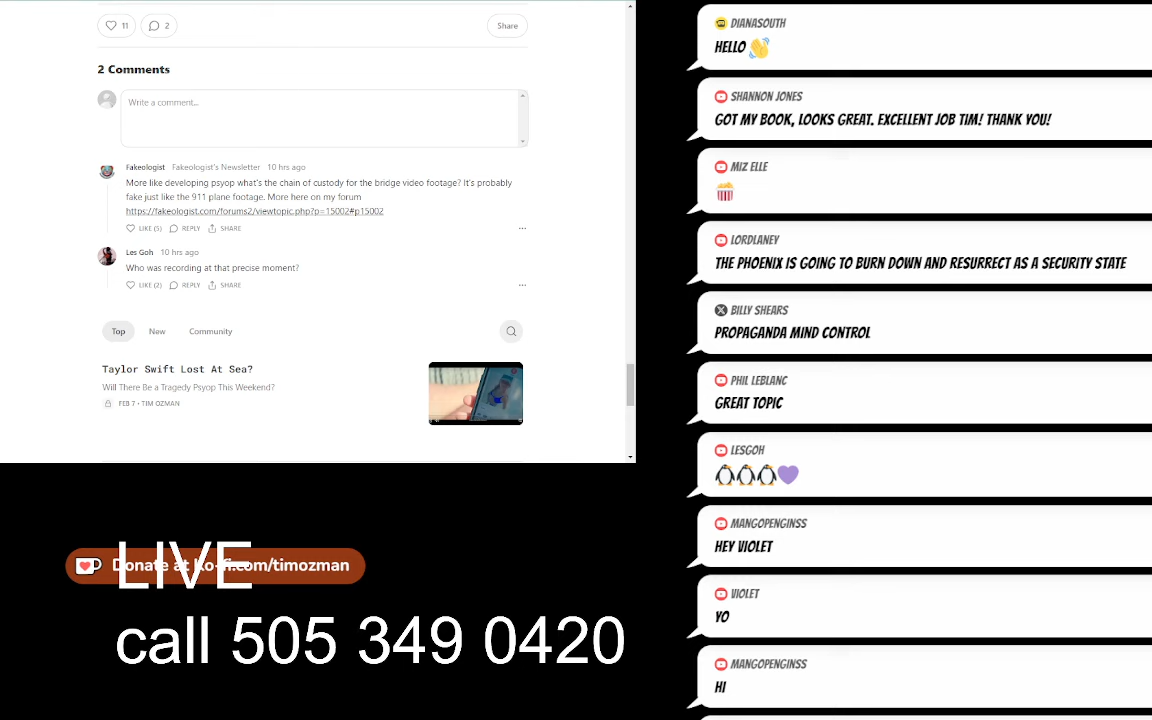 11
2
Share
2 Comments
Write a comment...
Fakeologist Fakeologist's Newsletter 10 hrs ago
More like developing psyop what's the chain of custody for the bridge video footage? It's probably
fake just like the 911 plane footage. More here on my forum
https://fakeologist.com/forums2/viewtopic.php?p=15002#p15002
LIKE (5) REPLY SHARE
Les Goh 10 hrs ago
Who was recording at that precise moment?
LIKE (2) REPLY SHARE
Top New Community
Taylor Swift Lost At Sea?
Will There Be a Tragedy Psyop This Weekend?
FEB 7 • TIM OZMAN
LIVE
Donate at ko-fi.com/timozman
call 505 349 0420
DIANASOUTH
HELLO 👋
SHANNON JONES
GOT MY BOOK, LOOKS GREAT. EXCELLENT JOB TIM! THANK YOU!
MIZ ELLE
🍿
LORDLANEY
THE PHOENIX IS GOING TO BURN DOWN AND RESURRECT AS A SECURITY STATE
BILLY SHEARS
PROPAGANDA MIND CONTROL
PHIL LEBLANC
GREAT TOPIC
LESGOH
🐧🐧🐧💜
MANGOPENGINSS
HEY VIOLET
VIOLET
YO
MANGOPENGINSS
HI